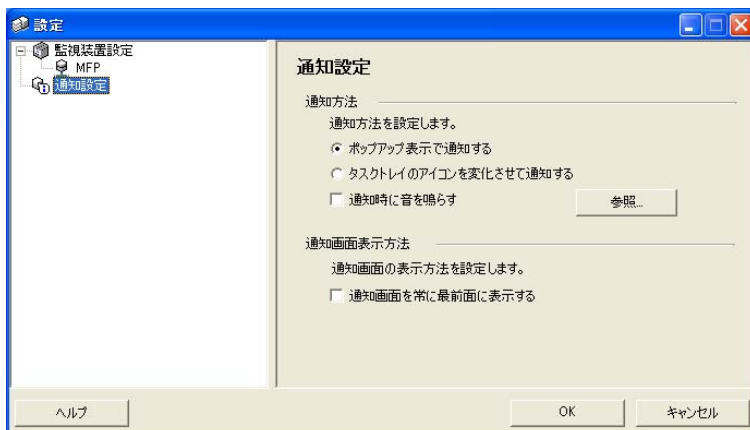 設定
監視装置設定
MFP
通知設定
通知設定
通知方法
通知方法を設定します。
ポップアップ表示で通知する
タスクトレイのアイコンを変化させて通知する
通知時に音を鳴らす
参照...
通知画面表示方法
通知画面の表示方法を設定します。
通知画面を常に最前面に表示する
ヘルプ
OK
キャンセル